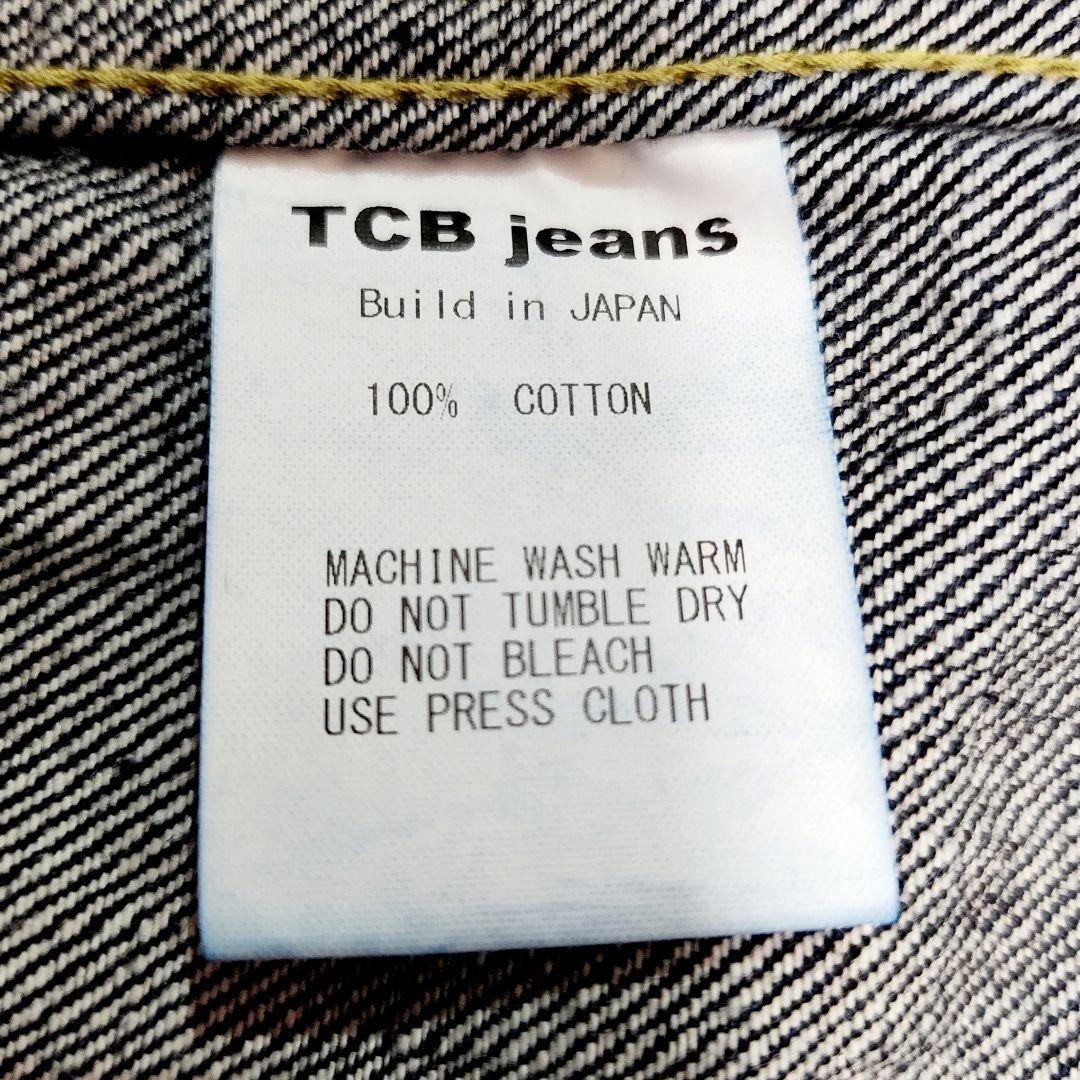 TCB jeans
Build in JAPAN
100% COTTON
MACHINE WASH WARM
DO NOT TUMBLE DRY
DO NOT BLEACH
USE PRESS CLOTH